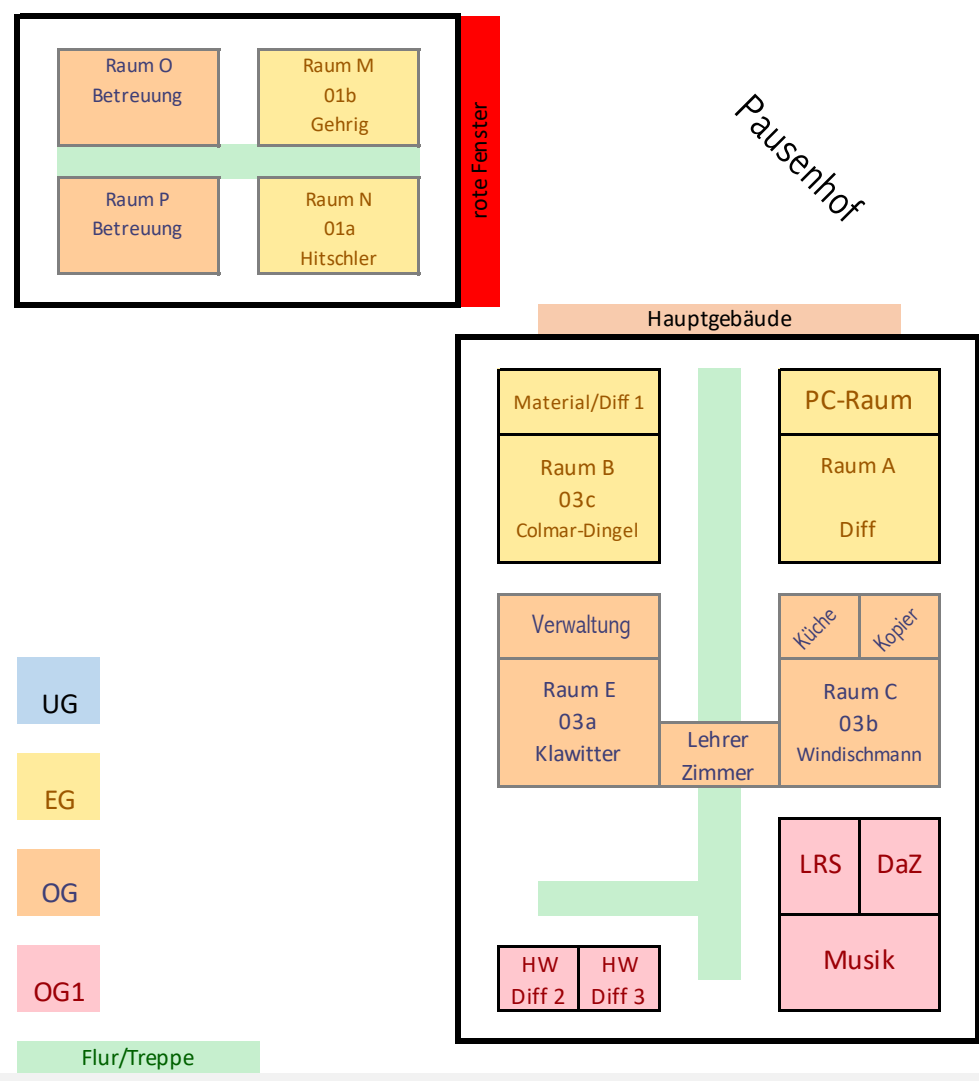 Raum O
Betreuung
Raum M
01b
Gehrig
Raum P
Betreuung
Raum N
01a
Hitschler
rote Fenster
Pausenhof
Hauptgebäude
Material/Diff 1
PC-Raum
Raum B
03c
Colmar-Dingel
Raum A
Diff
Verwaltung
Küche
Kopier
Raum E
03a
Klawitter
Lehrer
Zimmer
Raum C
03b
Windischmann
LRS
DaZ
Musik
HW
Diff 2
HW
Diff 3
UG
EG
OG
OG1
Flur/Treppe